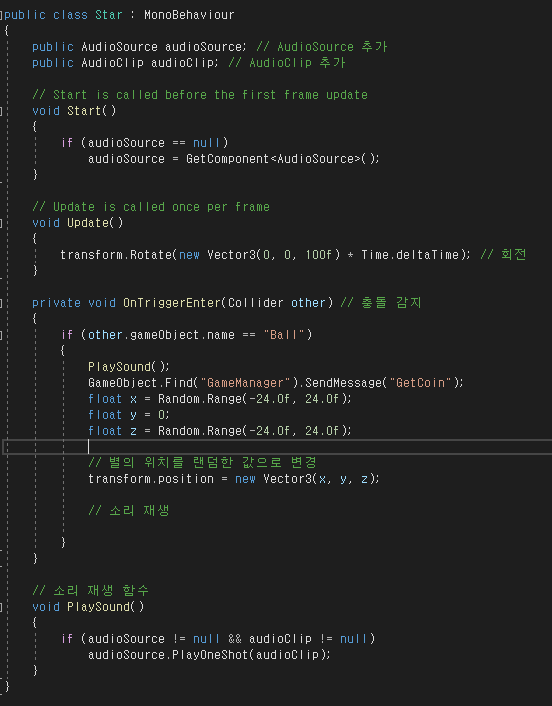 public class Star : MonoBehaviour
{
public AudioSource audioSource; // AudioSource 추가
public AudioClip audioClip; // AudioClip 추가
// Start is called before the first frame update
void Start()
{
if (audioSource == null)
audioSource = GetComponent<AudioSource>();
}
// Update is called once per frame
void Update()
{
transform.Rotate(new Vector3(0, 0, 100f) * Time.deltaTime); // 회전
}
private void OnTriggerEnter(Collider other) // 충돌 감지
{
if (other.gameObject.name == "Ball")
{
PlaySound();
GameObject.Find("GameManager").SendMessage("GetCoin");
float x = Random.Range(-24.0f, 24.0f);
float y = 0;
float z = Random.Range(-24.0f, 24.0f);
// 별의 위치를 랜덤한 값으로 변경
transform.position = new Vector3(x, y, z);
// 소리 재생
}
}
// 소리 재생 함수
void PlaySound()
{
if (audioSource != null && audioClip != null)
audioSource.PlayOneShot(audioClip);
}
}